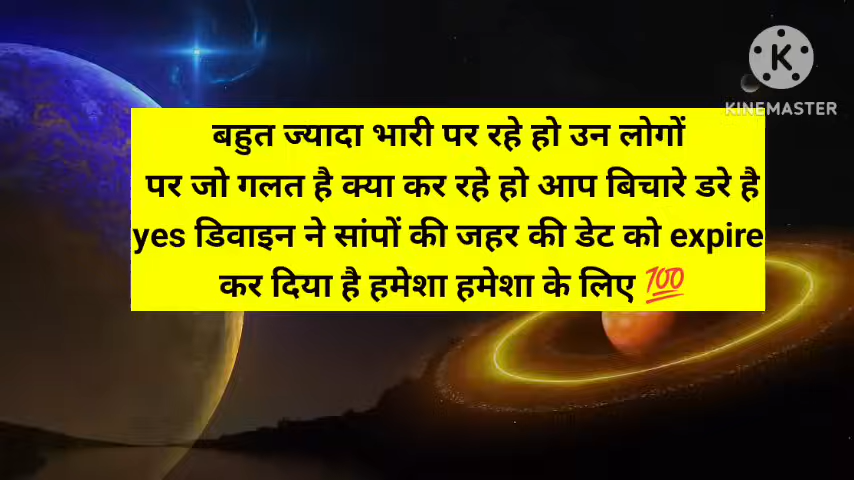 KINEMASTER
बहुत ज्यादा भारी पर रहे हो उन लोगों
पर जो गलत है क्या कर रहे हो आप बिचारे डरे है
yes डिवाइन ने सांपों की जहर की डेट को expire
कर दिया है हमेशा हमेशा के लिए 💯